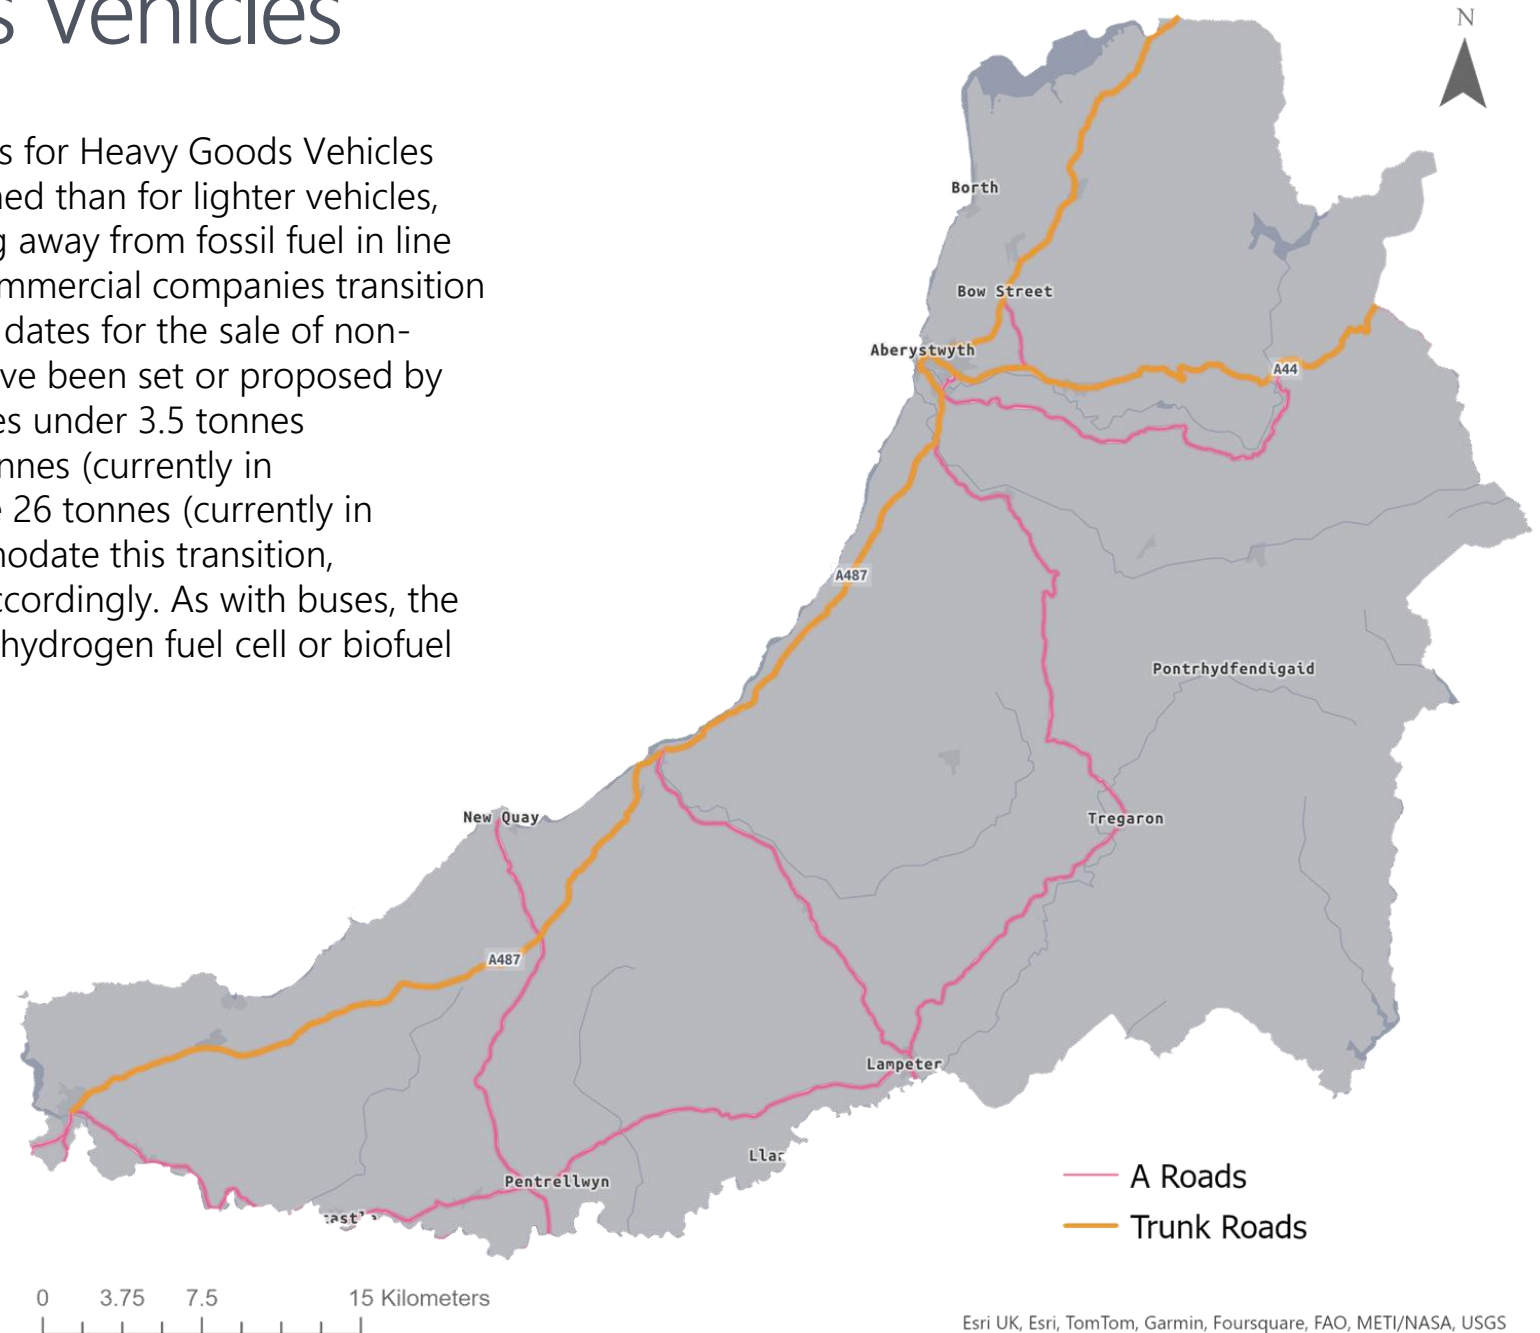 s Vehicles
s for Heavy Goods Vehicles
ned than for lighter vehicles,
g away from fossil fuel in line
mmercial companies transition
dates for the sale of non-
ve been set or proposed by
es under 3.5 tonnes
nnes (currently in
e 26 tonnes (currently in
nodate this transition,
ccordingly. As with buses, the
hydrogen fuel cell or biofuel
N
Borth
Bow Street
Aberystwyth
A44
A487
Pontrhydfendigaid
New Quay
Tregaron
A487
Lampeter
Llan
Pentrellwyn
castle
A Roads
Trunk Roads
0 3.75 7.5 15 Kilometers
Esri UK, Esri, TomTom, Garmin, Foursquare, FAO, METI/NASA, USGS